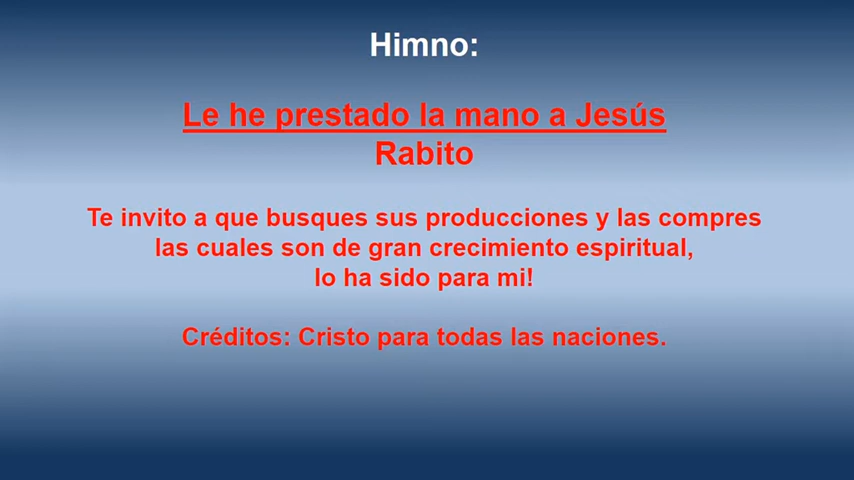 Himno:
Le he prestado la mano a Jesús
Rabito
Te invito a que busques sus producciones y las compres
las cuales son de gran crecimiento espiritual,
lo ha sido para mi!
Créditos: Cristo para todas las naciones.